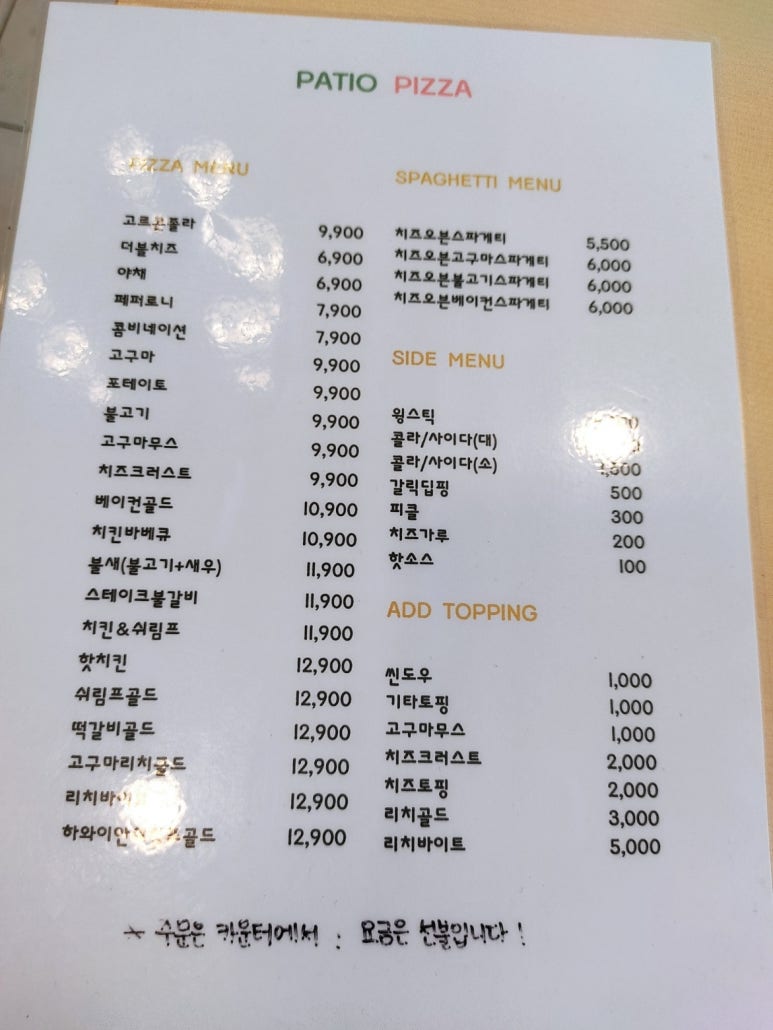 PATIO PIZZA
PIZZA MENU
고르곤쫄라 9,900
더블치즈 6,900
야채 6,900
페퍼로니 7,900
콤비네이션 7,900
고구마 9,900
포테이토 9,900
불고기 9,900
고구마무스 9,900
치즈크러스트 9,900
베이컨골드 10,900
치킨바베큐 10,900
불새(불고기+새우) 11,900
스테이크불갈비 11,900
치킨&쉬림프 11,900
핫치킨 12,900
쉬림프골드 12,900
떡갈비골드 12,900
고구마리치골드 12,900
12,900
12,900
SPAGHETTI MENU
치즈오븐스파게티 5,500
치즈오븐고구마스파게티 6,000
치즈오븐불고기스파게티 6,000
치즈오븐베이컨스파게티 6,000
SIDE MENU
윙스틱
콜라/사이다(대)
콜라/사이다(소)
갈릭딥핑 500
피클 300
치즈가루 200
핫소스 100
ADD TOPPING
씬도우 1,000
기타토핑 1,000
고구마무스 1,000
치즈크러스트 2,000
치즈토핑 2,000
리치골드 3,000
리치바이트 5,000
* 주문은 카운터에서 : 요금은 선불입니다!